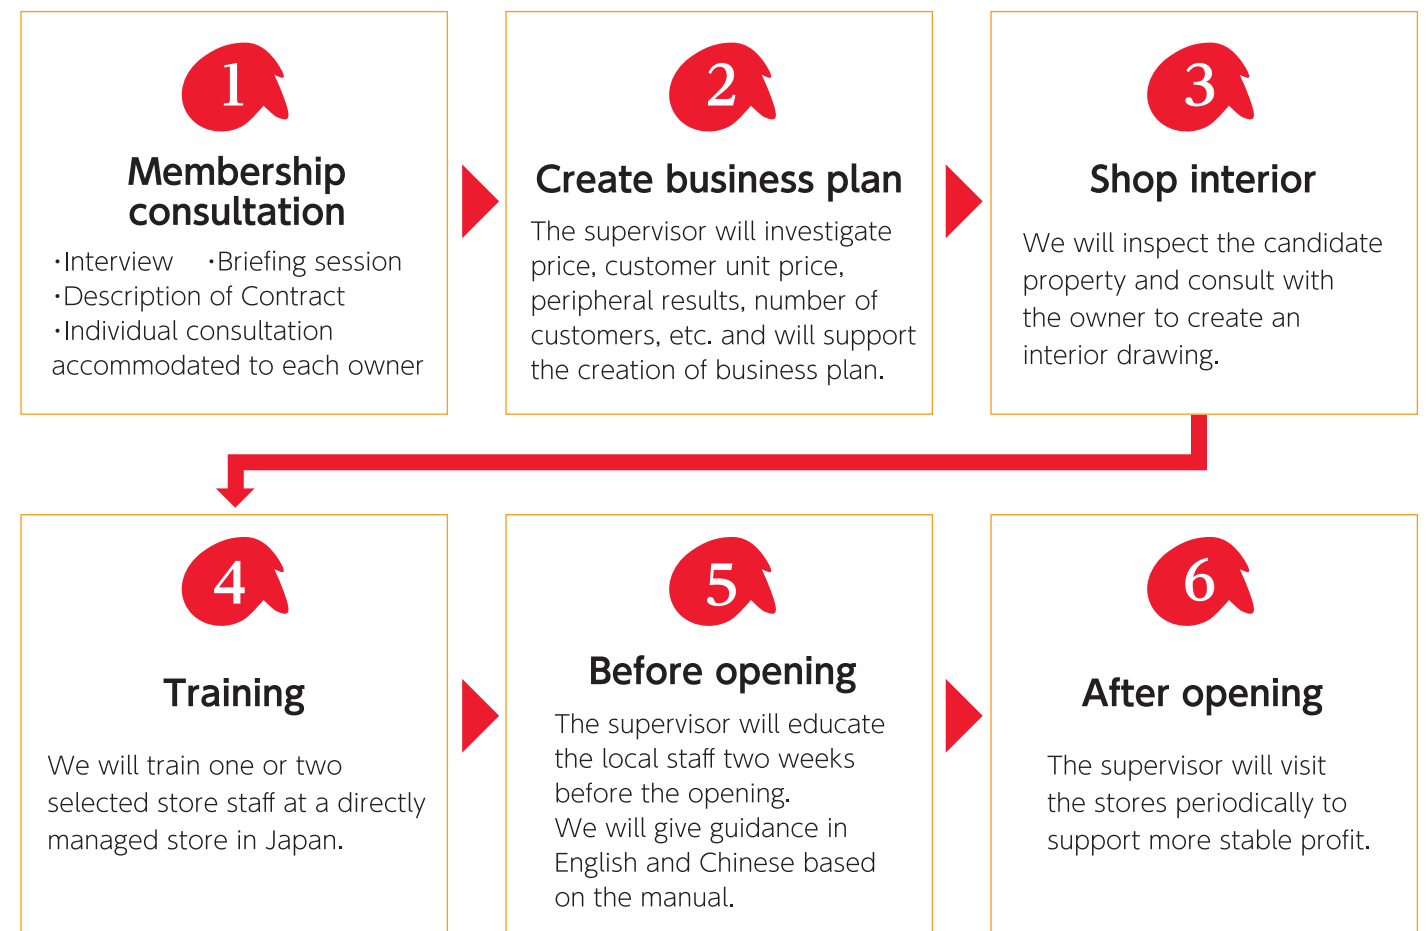 1
Membership
consultation
・Interview ・Briefing session
・Description of Contract
・Individual consultation
accommodated to each owner
2
Create business plan
The supervisor will investigate
price, customer unit price,
peripheral results, number of
customers, etc. and will support
the creation of business plan.
3
Shop interior
We will inspect the candidate
property and consult with
the owner to create an
interior drawing.
4
Training
We will train one or two
selected store staff at a directly
managed store in Japan.
5
Before opening
The supervisor will educate
the local staff two weeks
before the opening.
We will give guidance in
English and Chinese based
on the manual.
6
After opening
The supervisor will visit
the stores periodically to
support more stable profit.